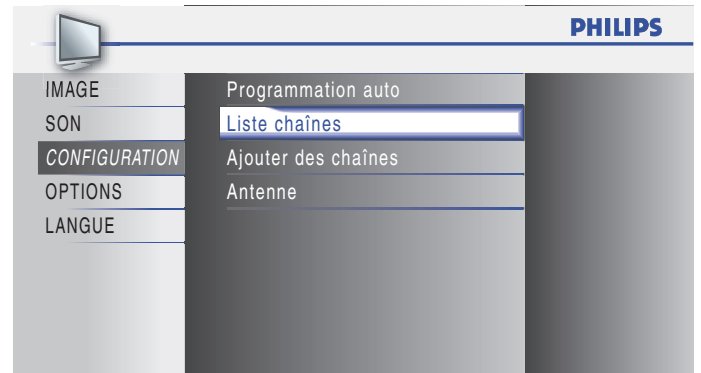 PHILIPS
IMAGE
SON
CONFIGURATION
OPTIONS
LANGUE
Programmation auto
Liste chaînes
Ajouter des chaînes
Antenne